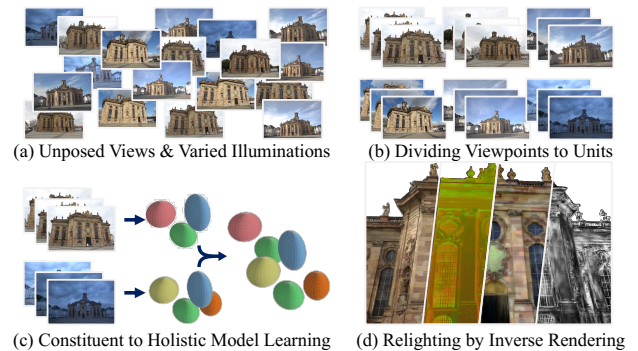 (a) Unposed Views & Varied Illuminations
(b) Dividing Viewpoints to Units
(c) Constituent to Holistic Model Learning
(d) Relighting by Inverse Rendering